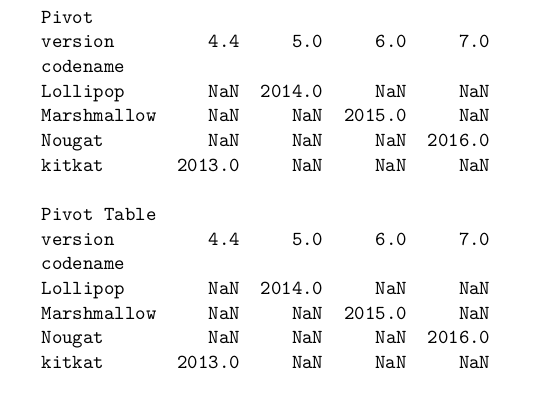 Pivot
version 4.4 5.0 6.0 7.0
codename
Lollipop NaN 2014.0 NaN NaN
Marshmallow NaN NaN 2015.0 NaN
Nougat NaN NaN NaN 2016.0
kitkat 2013.0 NaN NaN NaN
Pivot Table
version 4.4 5.0 6.0 7.0
codename
Lollipop NaN 2014.0 NaN NaN
Marshmallow NaN NaN 2015.0 NaN
Nougat NaN NaN NaN 2016.0
kitkat 2013.0 NaN NaN NaN